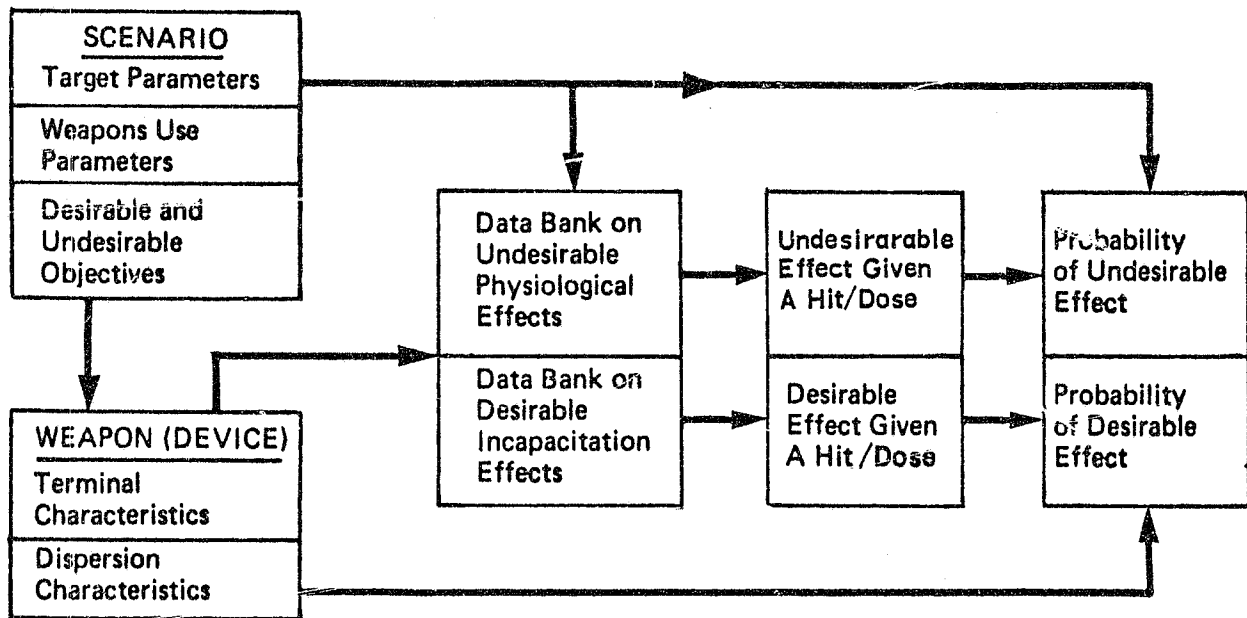 SCENARIO
Target Parameters
Weapons Use
Parameters
Desirable and
Undesirable
Objectives
WEAPON (DEVICE)
Terminal
Characteristics
Dispersion
Characteristics
Data Bank on
Undesirable
Physiological
Effects
Data Bank on
Desirable
Incapacitation
Effects
Undesirarable
Effect Given
A Hit/Dose
Desirable
Effect Given
A Hit/Dose
Probability
of Undesirable
Effect
Probability
of Desirable
Effect